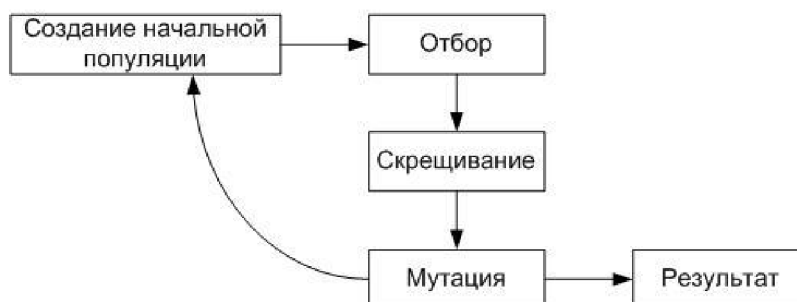 Создание начальной
популяции
Отбор
Скрещивание
Мутация
Результат